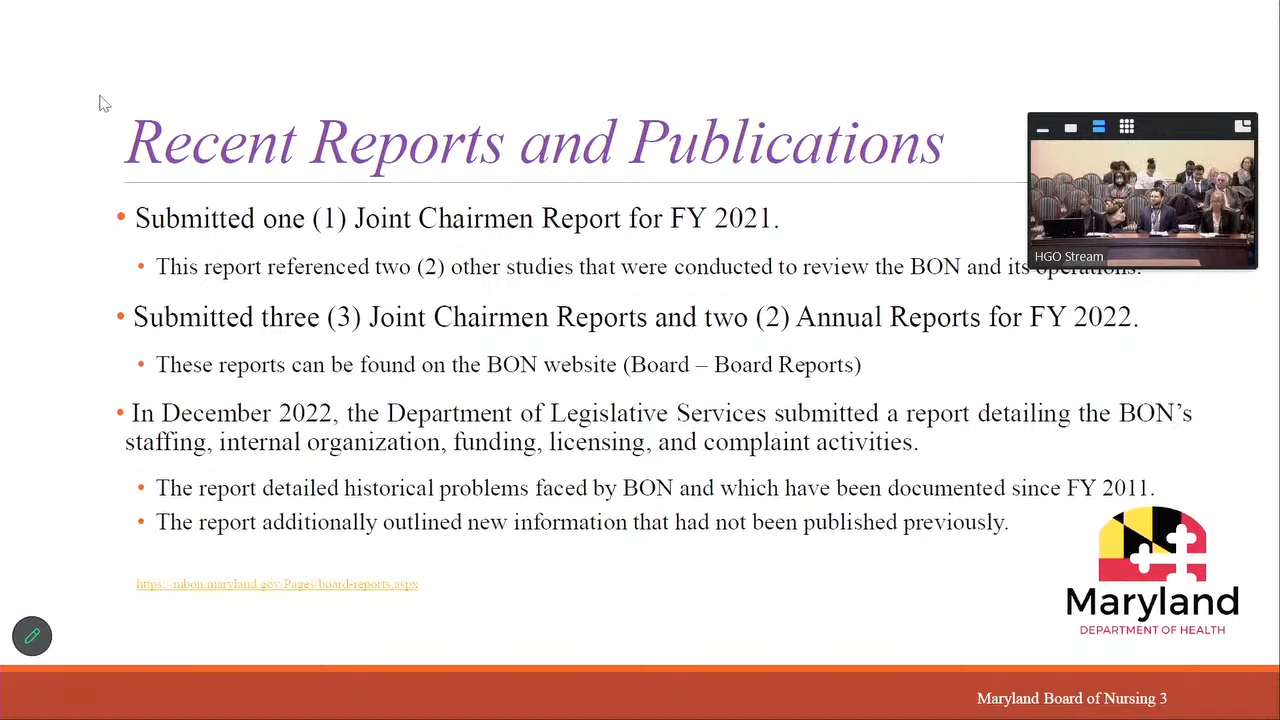 Recent Reports and Publications
• Submitted one (1) Joint Chairmen Report for FY 2021.
• This report referenced two (2) other studies that were conducted to review the BON and its operations.
HGO Stream
• Submitted three (3) Joint Chairmen Reports and two (2) Annual Reports for FY 2022.
• These reports can be found on the BON website (Board – Board Reports)
• In December 2022, the Department of Legislative Services submitted a report detailing the BON’s
staffing, internal organization, funding, licensing, and complaint activities.
• The report detailed historical problems faced by BON and which have been documented since FY 2011.
• The report additionally outlined new information that had not been published previously.
https://mbon.maryland.gov/Pages/board-reports.aspx
Maryland
DEPARTMENT OF HEALTH
Maryland Board of Nursing 3